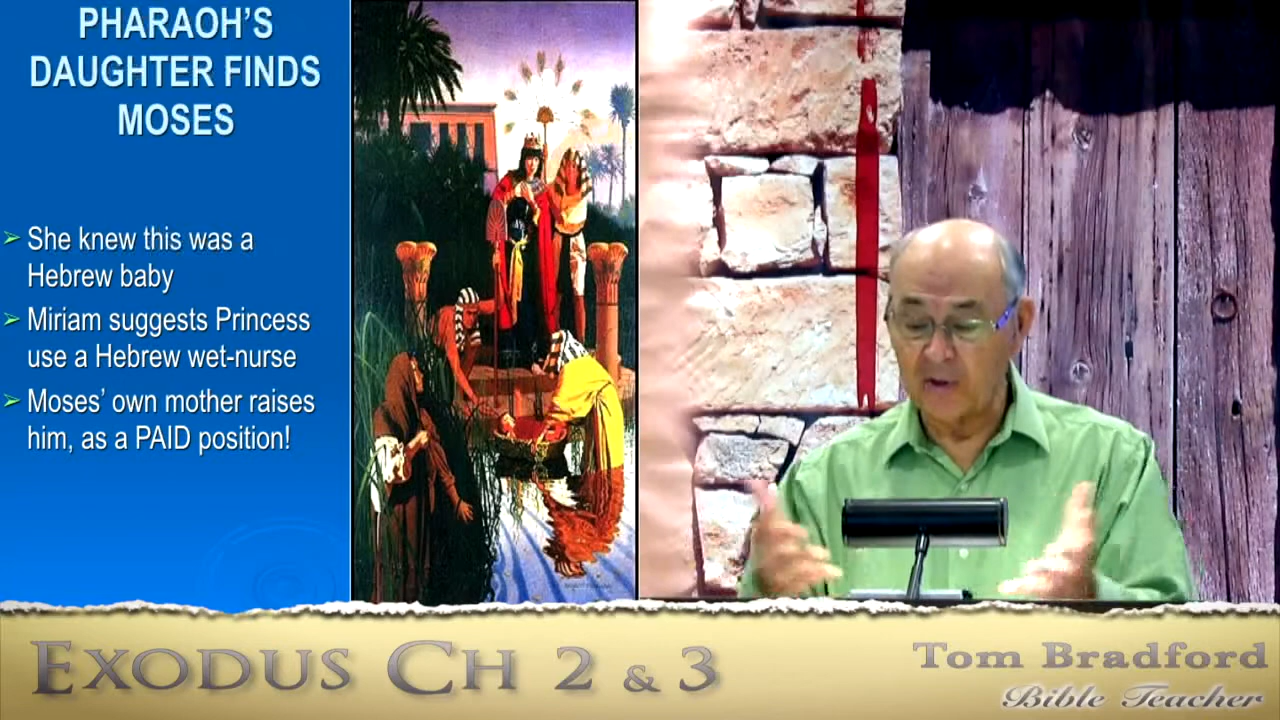 PHARAOH'S
DAUGHTER FINDS
MOSES
➢ She knew this was a
Hebrew baby
➢ Miriam suggests Princess
use a Hebrew wet-nurse
➢ Moses' own mother raises
him, as a PAID position!
EXODUS CH 2 & 3
Tom Bradford
Bible Teacher